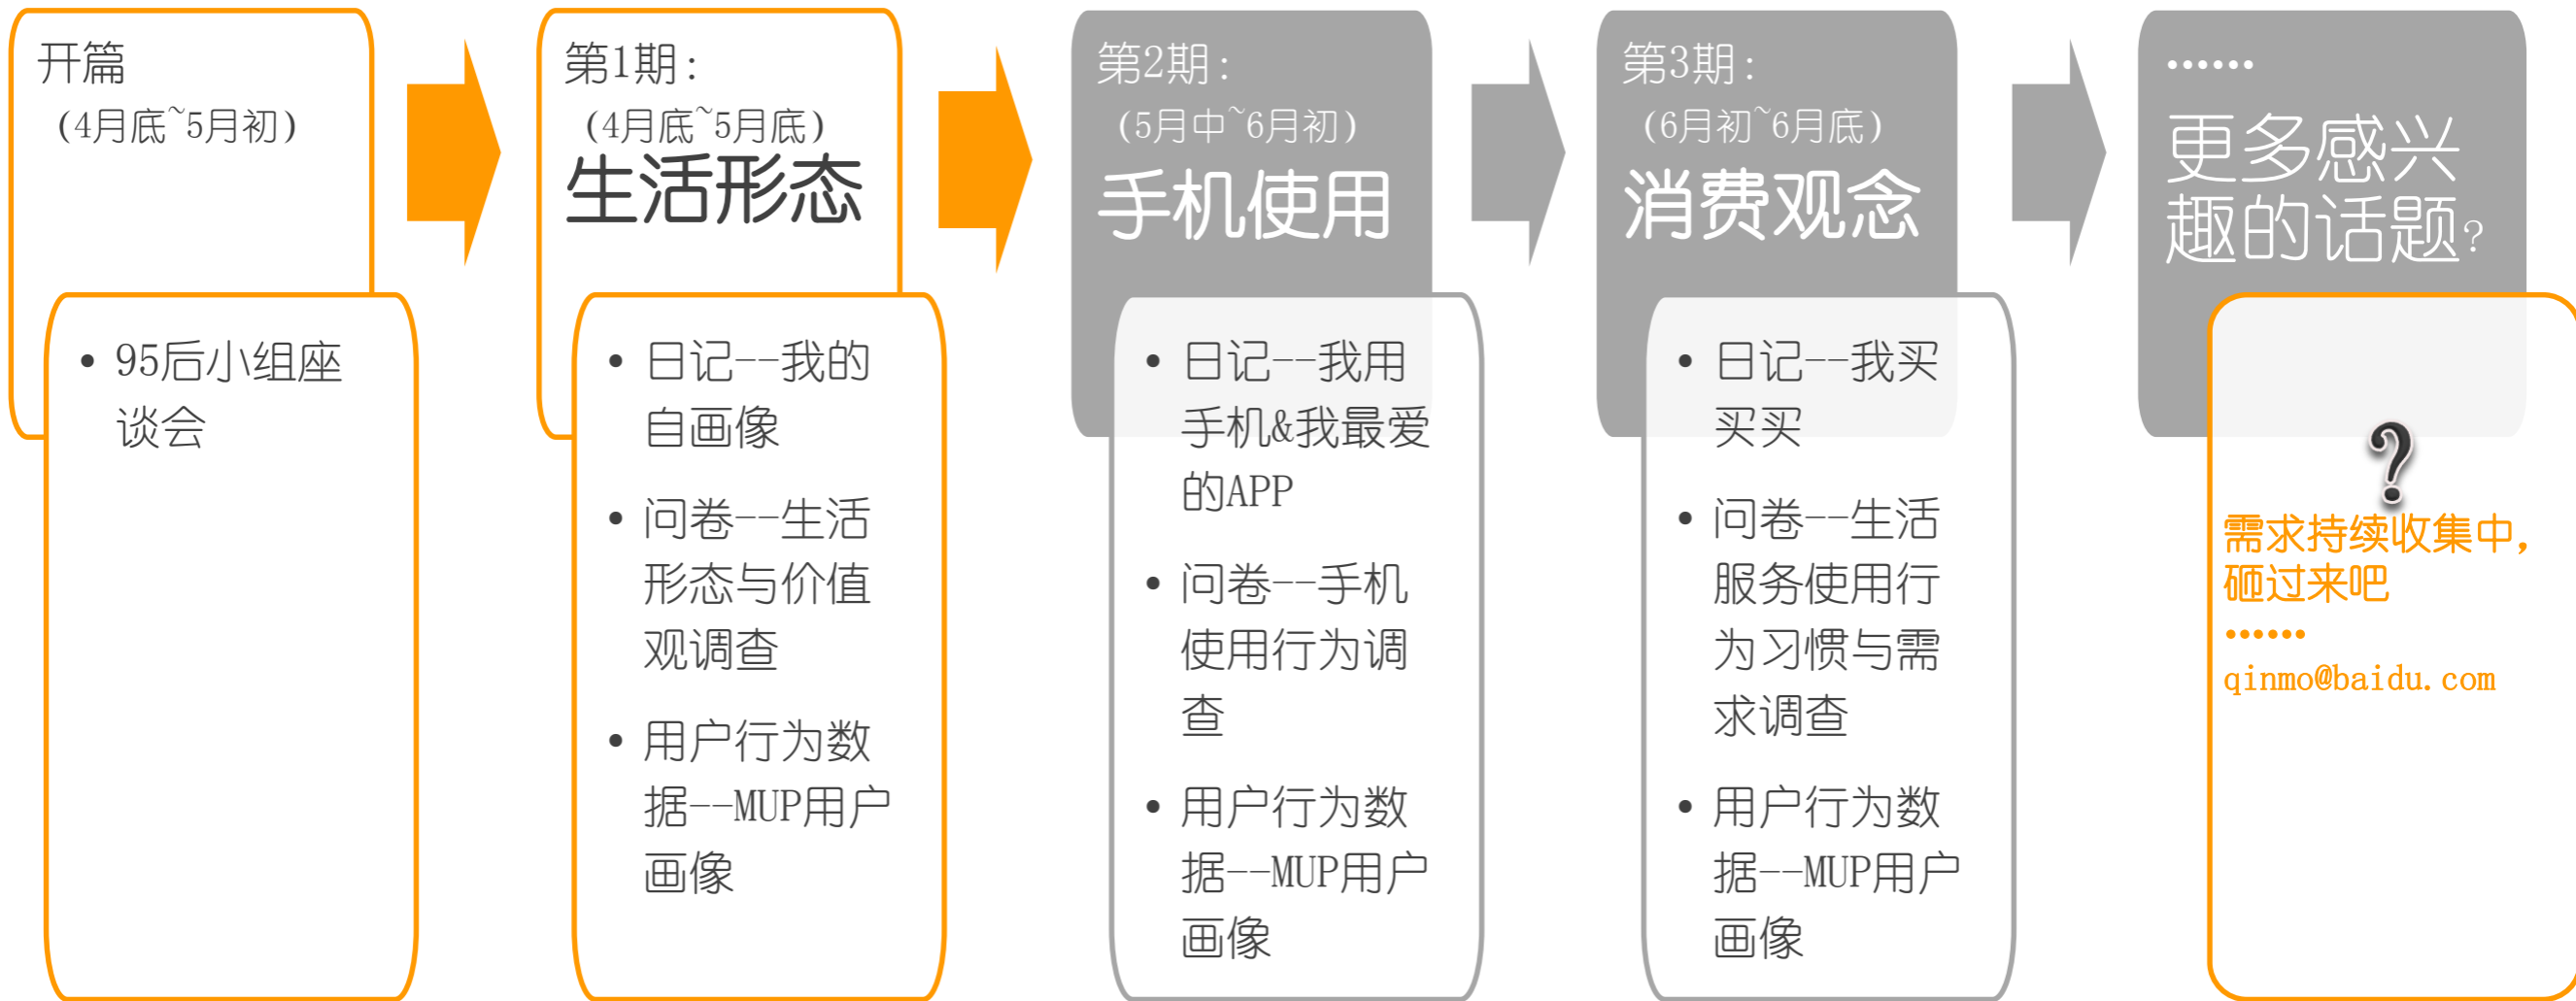 开篇
(4月底~5月初)
• 95后小组座
谈会
第1期:
(4月底~5月底)
生活形态
• 日记--我的
自画像
• 问卷--生活
形态与价值
观调查
• 用户行为数
据--MUP用户
画像
第2期:
(5月中~6月初)
手机使用
• 日记--我用
手机&我最爱
的APP
• 问卷--手机
使用行为调
查
• 用户行为数
据--MUP用户
画像
第3期:
(6月初~6月底)
消费观念
• 日记--我买
买买
• 问卷--生活
服务使用行
为习惯与需
求调查
• 用户行为数
据--MUP用户
画像
......
更多感兴
趣的话题?
?
需求持续收集中,
砸过来吧
......
qinmo@baidu.com